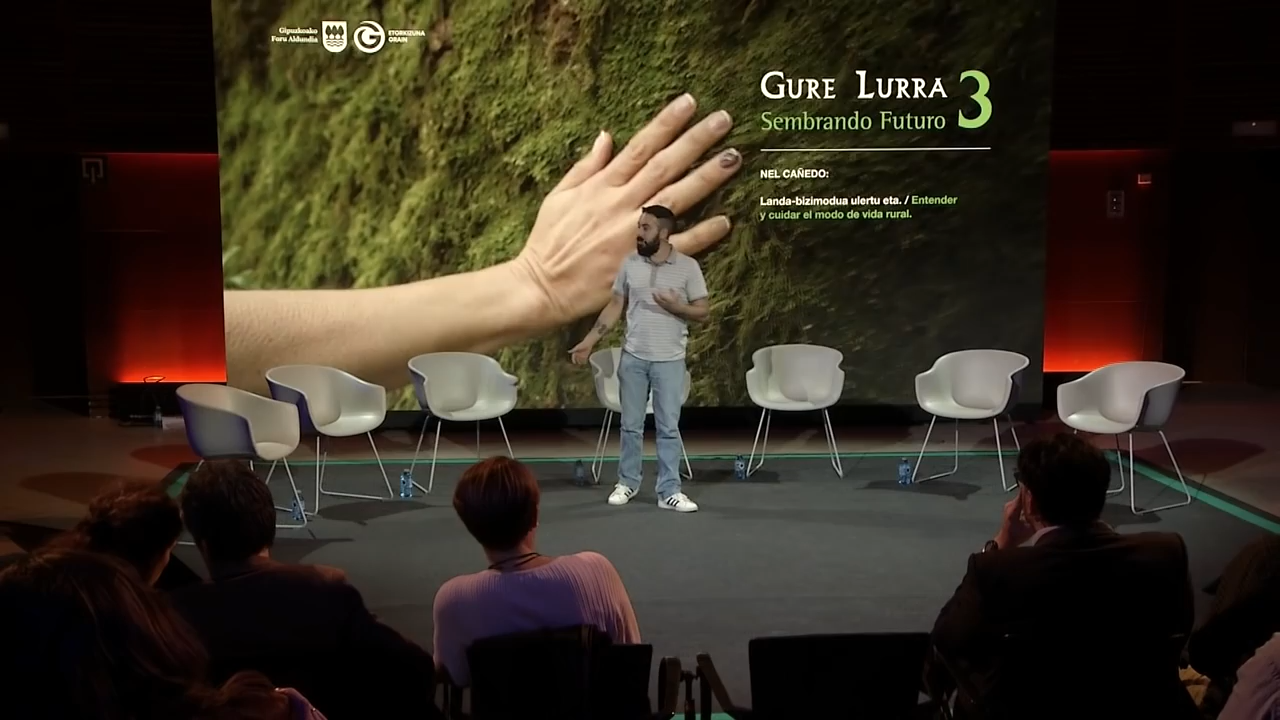 Gipuzkoako
Foru Aldundia
ETORKIZUNA
ORAIN
GURE LURRA 3
Sembrando Futuro
NEL CAÑEDO:
Landa-bizimodua ulertu eta. / Entender
y cuidar el modo de vida rural.